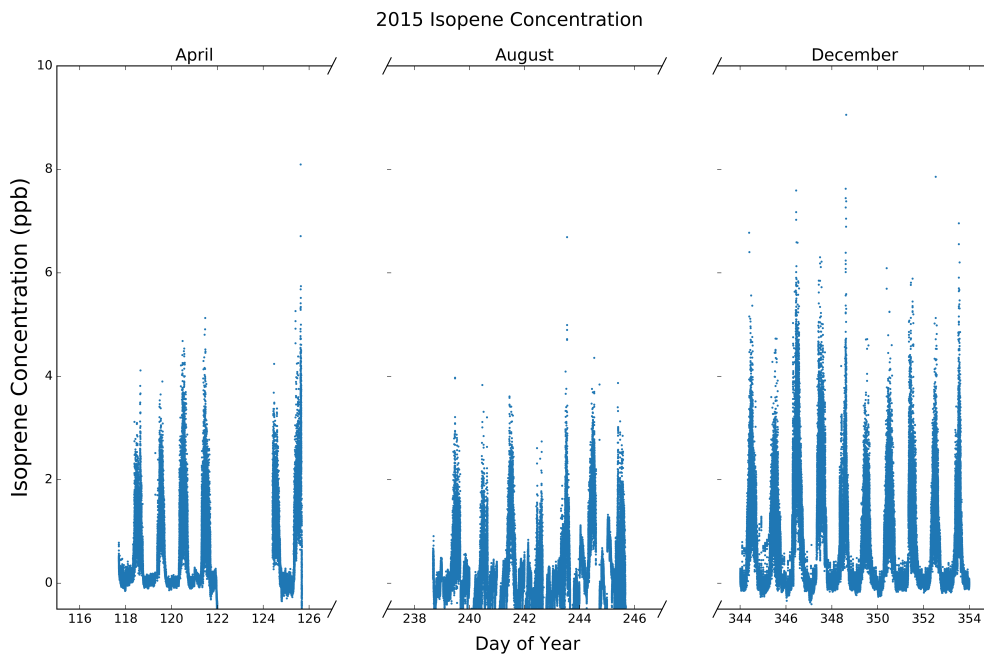 2015 Isopene Concentration
April
August
December
10
8
6
4
2
0
Isoprene Concentration (ppb)
116 118 120 122 124 126
238 240 242 244 246
344 346 348 350 352 354
Day of Year